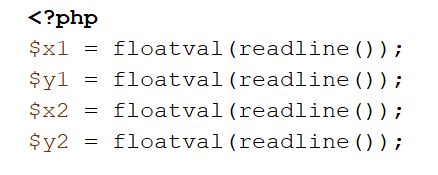 <?php
$x1 = floatval(readline());
$y1 = floatval(readline());
$x2 = floatval(readline());
$y2 = floatval(readline());